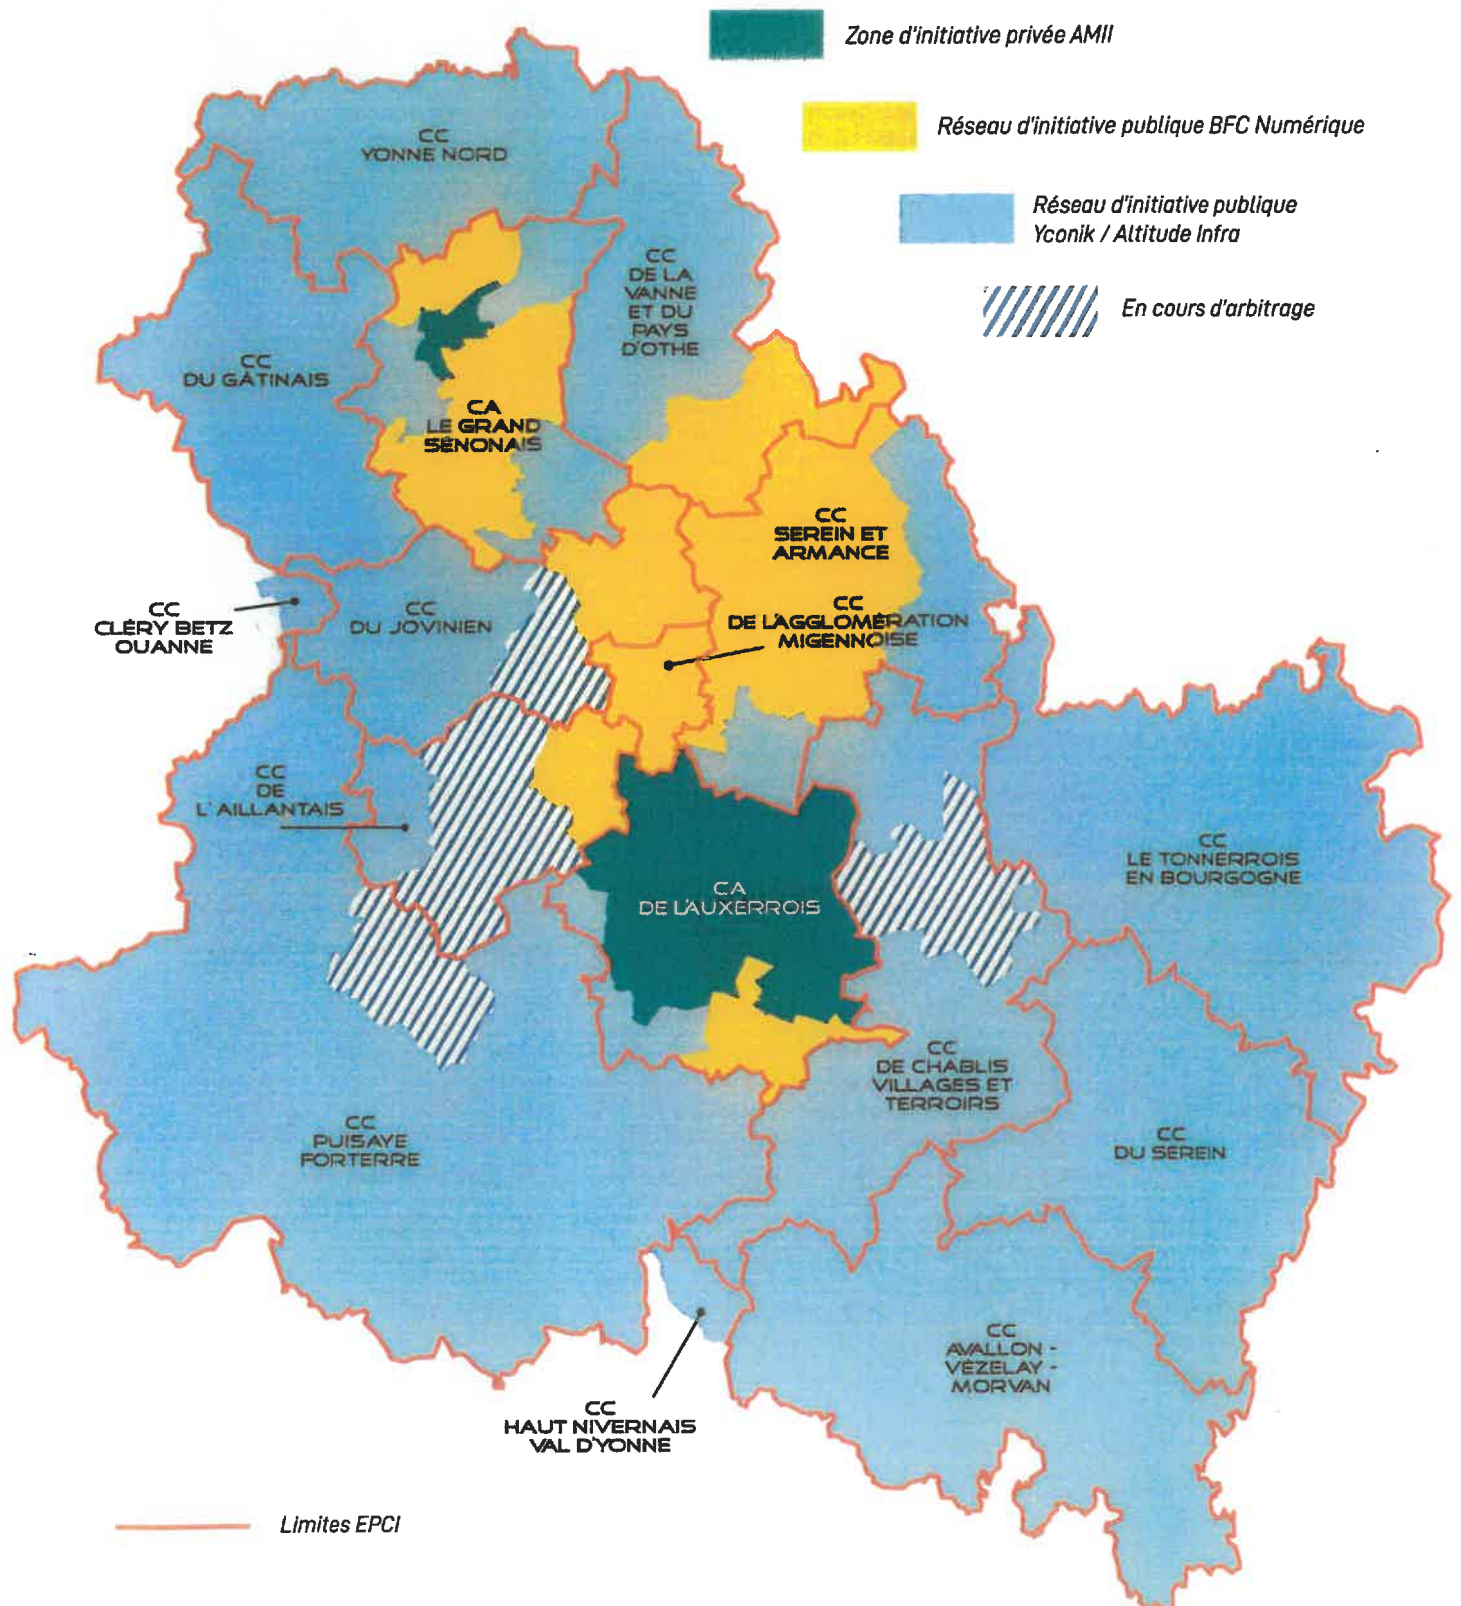 Zone d'initiative privée AMII
Réseau d'initiative publique BFC Numérique
Réseau d'initiative publique
Yconik / Altitude Infra
En cours d'arbitrage
CC
YONNE NORD
CC
DE LA
VANNE
ET DU
PAYS
D'OTHE
CC
DU GÂTINAIS
CA
LE GRAND
SÉNONAIS
CC
SEREIN ET
ARMANCE
CC
CLÉRY BETZ
OUANNE
CC
DU JOVINIEN
CC
DE L'AGGLOMÉRATION
MIGENNOISE
CC
DE
L'AILLANTAIS
CC
LE TONNERROIS
EN BOURGOGNE
CA
DE L'AUXERROIS
CC
DE CHABLIS
VILLAGES ET
TERROIRS
CC
PUISAYE
FORTERRE
CC
DU SEREIN
CC
AVALLON -
VÉZELAY -
MORVAN
CC
HAUT NIVERNAIS
VAL D'YONNE
Limites EPCI